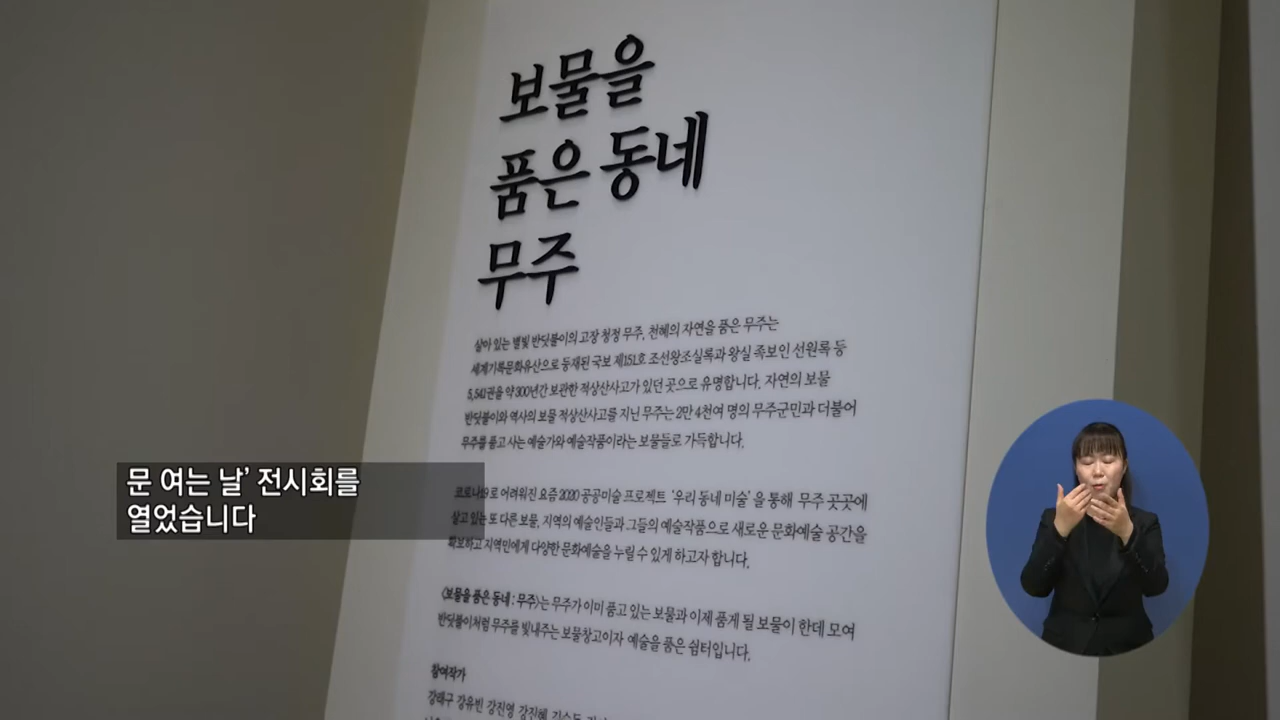 보물을
품은 동네
무주
살아 있는 별빛 반딧불이의 고장 청정 무주, 천혜의 자연을 품은 무주는
세계기록문화유산으로 등재된 국보 제151호 조선왕조실록과 왕실 족보인 선원록 등
5,541권을 약 300년간 보관한 적상산사고가 있던 곳으로 유명합니다. 자연의 보물
반딧불이와 역사의 보물 적상산사고를 지닌 무주는 2만 4천여 명의 무주군민과 더불어
무주를 품고 사는 예술가와 예술작품이라는 보물들로 가득합니다.
코로나19로 어려워진 요즘 2020 공공미술 프로젝트 '우리 동네 미술'을 통해 무주 곳곳에
살고 있는 또 다른 보물, 지역의 예술인들과 그들의 예술작품으로 새로운 문화예술 공간을
확보하고 지역민에게 다양한 문화예술을 누릴 수 있게 하고자 합니다.
<보물을 품은 동네 : 무주>는 무주가 이미 품고 있는 보물과 이제 품게 될 보물이 한데 모여
반딧불이처럼 무주를 빛내주는 보물창고이자 예술을 품은 쉼터입니다.
참여작가
강태구 강유빈 강진영 강진혜
문 여는 날’ 전시회를
열었습니다